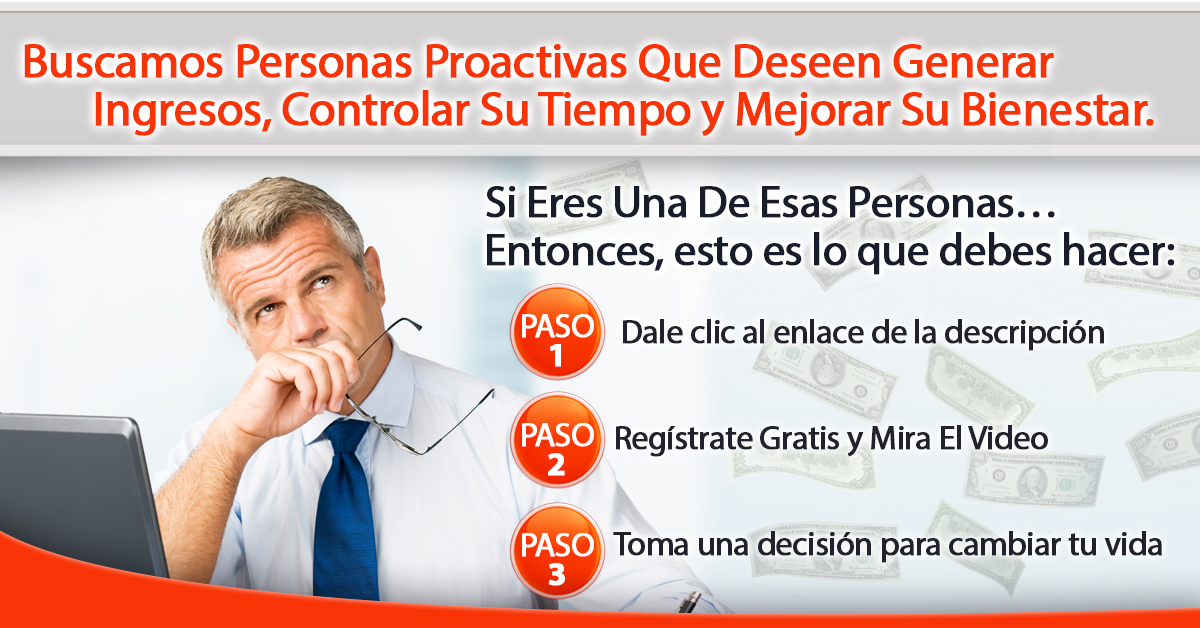 Buscamos Personas Proactivas Que Deseen Generar
Ingresos, Controlar Su Tiempo y Mejorar Su Bienestar.
Si Eres Una De Esas Personas...
Entonces, esto es lo que debes hacer:
PASO
1
Dale clic al enlace de la descripción
PASO
2
Regístrate Gratis y Mira El Video
PASO
3
Toma una decisión para cambiar tu vida